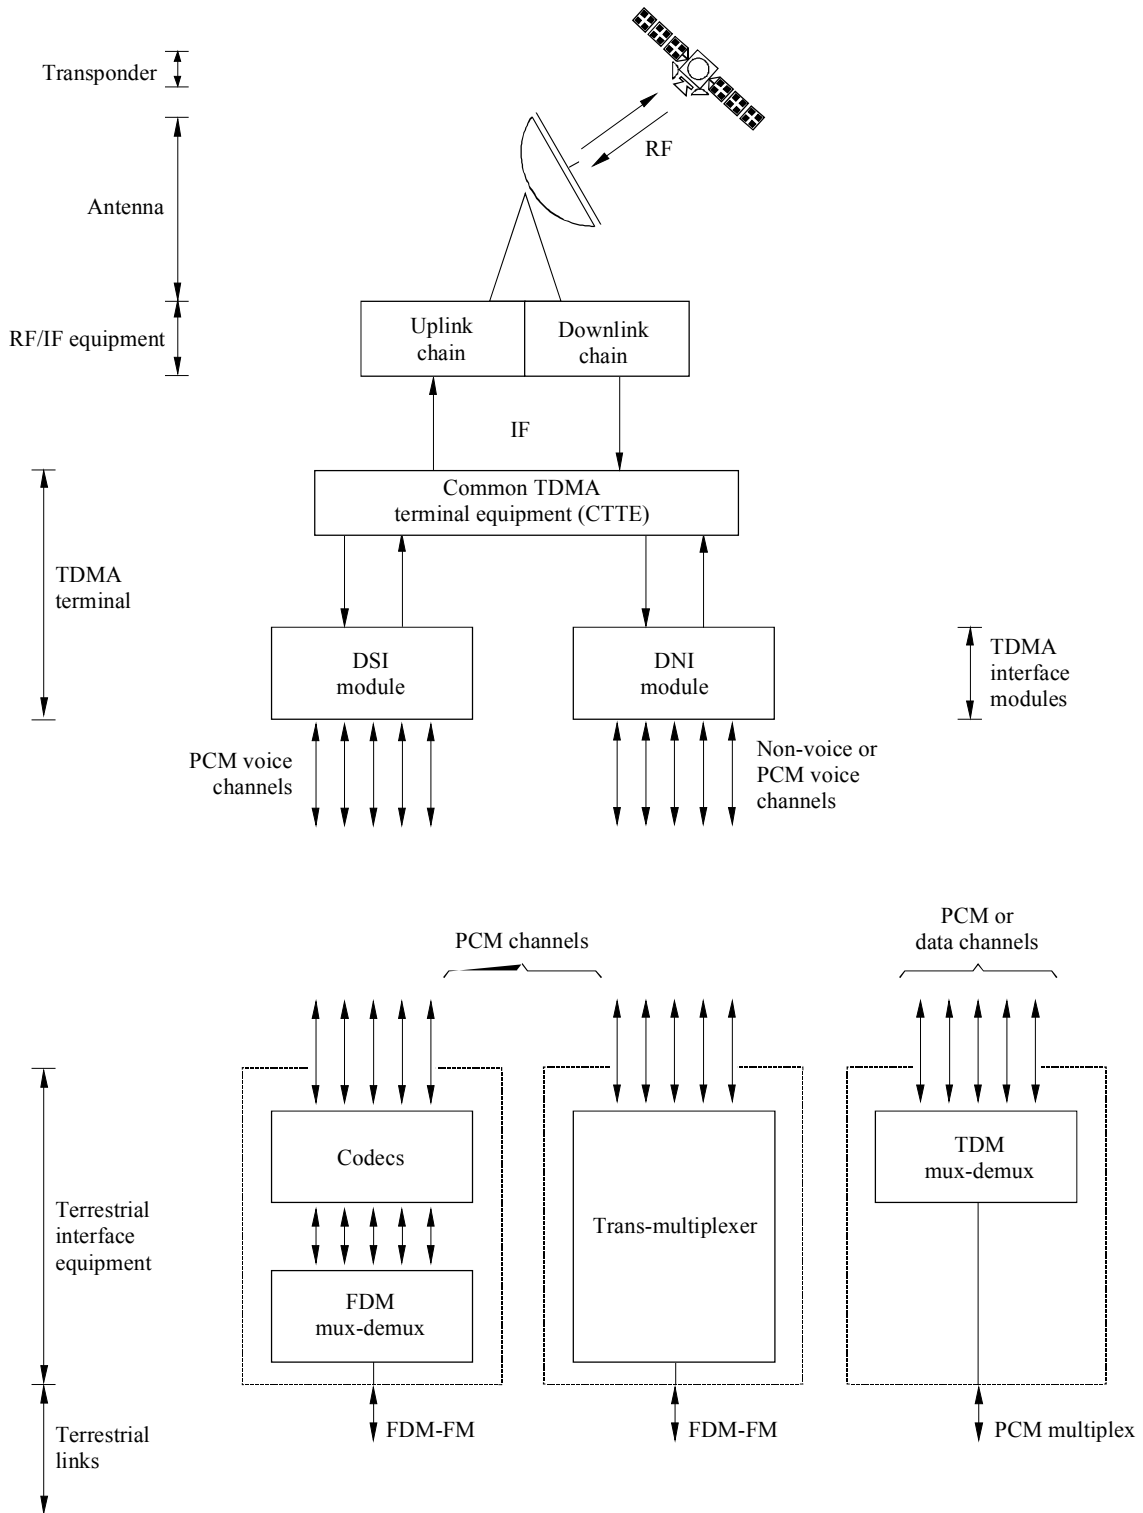 Transponder
RF
Antenna
RF/IF equipment
Uplink
chain
Downlink
chain
IF
Common TDMA
terminal equipment (CTTE)
TDMA
terminal
DSI
module
DNI
module
TDMA
interface
modules
PCM voice
channels
Non-voice or
PCM voice
channels
PCM channels
PCM or
data channels
Terrestrial
interface
equipment
Codecs
FDM
mux-demux
Trans-multiplexer
TDM
mux-demux
Terrestrial
links
FDM-FM
FDM-FM
PCM multiplex